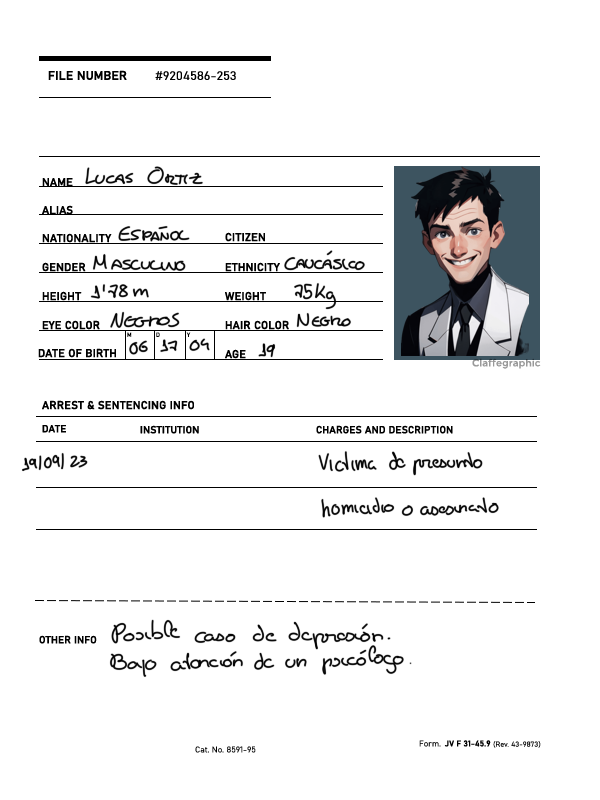 FILE NUMBER #9204586-253
NAME LUCAS ORTIZ
ALIAS
NATIONALITY ESPAÑOL CITIZEN
GENDER MASCULINO ETHNICITY CAUCÁSICO
HEIGHT 1'78 m WEIGHT 75kg
EYE COLOR NEGROS HAIR COLOR NEGRO
DATE OF BIRTH M 06 D 17 Y 04 AGE 19
Claffegraphic
ARREST & SENTENCING INFO
DATE INSTITUTION CHARGES AND DESCRIPTION
19/09/23 Víctima de presunto
homicidio o asesinato
OTHER INFO Posible caso de depresión.
Bajo atención de un psicólogo.
Cat. No. 8591-95
Form. JV F 31-45.9 (Rev. 43-9873)